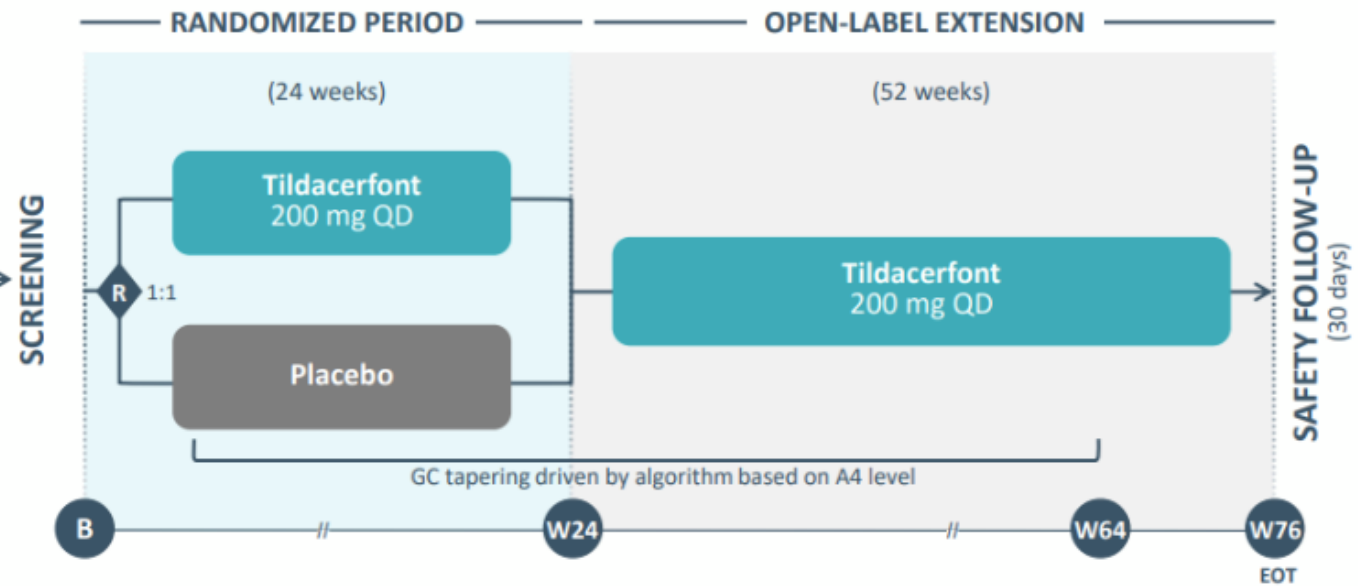 RANDOMIZED PERIOD
OPEN-LABEL EXTENSION
(24 weeks)
(52 weeks)
SCREENING
R
1:1
Tildacerfont
200 mg QD
Placebo
Tildacerfont
200 mg QD
SAFETY FOLLOW-UP
(30 days)
GC tapering driven by algorithm based on A4 level
B
//
W24
//
W64
W76
EOT